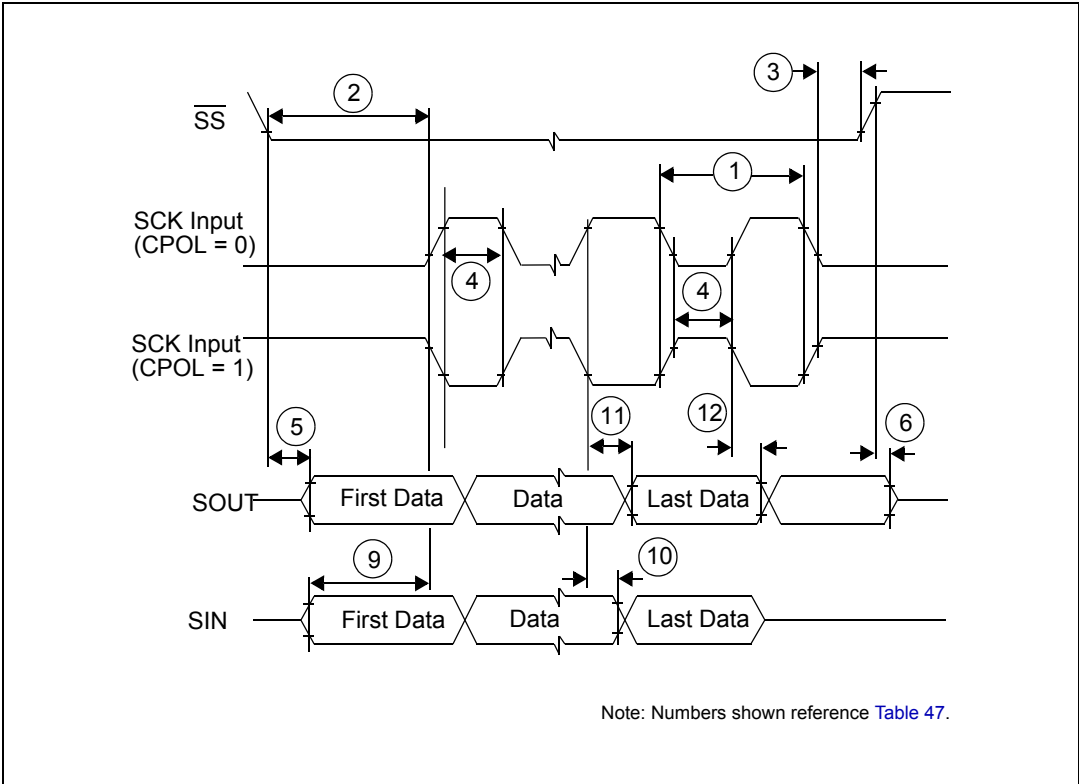 3
2
SS
1
SCK Input
(CPOL = 0)
4
4
SCK Input
(CPOL = 1)
11
12
5
6
SOUT
First Data
Data
Last Data
9
10
SIN
First Data
Data
Last Data
Note: Numbers shown reference Table 47.